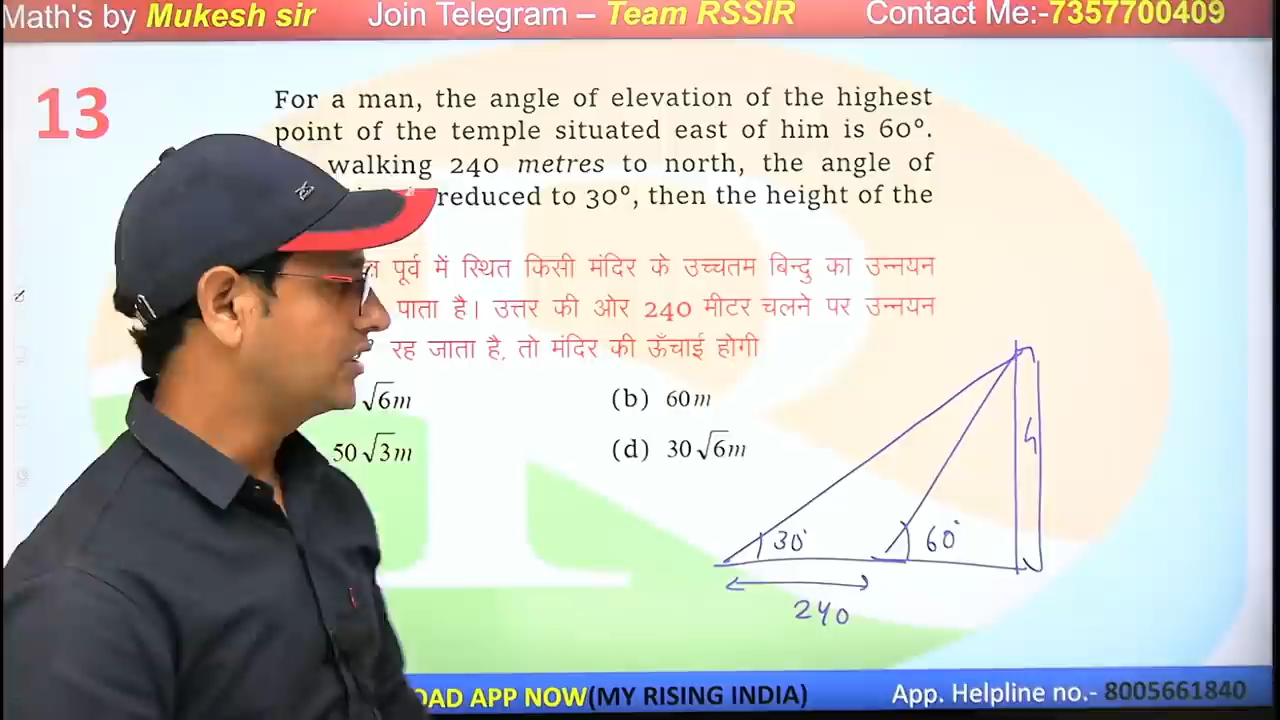 Math's by Mukesh sir Join Telegram – Team RSSIR Contact Me:-7357700409
13
For a man, the angle of elevation of the highest
point of the temple situated east of him is 60°.
walking 240 metres to north, the angle of
reduced to 30°, then the height of the
पूर्व में स्थित किसी मंदिर के उच्चतम बिन्दु का उन्नयन
पाता है। उत्तर की ओर 240 मीटर चलने पर उन्नयन
रह जाता है, तो मंदिर की ऊँचाई होगी
√6m (b) 60m
50√3m (d) 30√6m
h
30° 60°
240
OAD APP NOW(MY RISING INDIA) App. Helpline no.- 8005661840